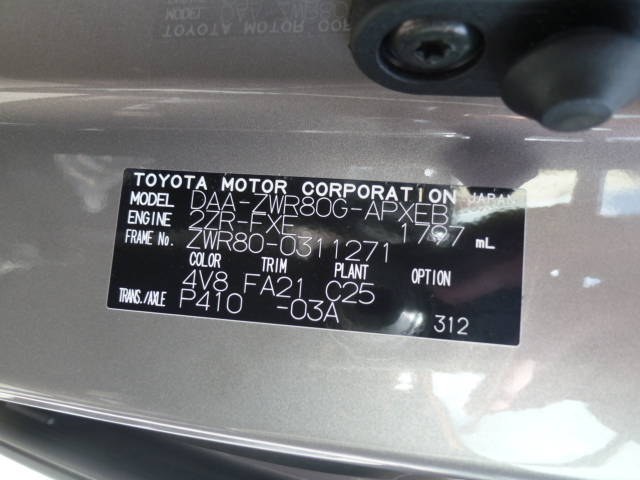 TOYOTA MOTOR CORPORATION JAPAN
MODEL DAA-ZWR80G-APXEB
ENGINE 2ZR-FXE 1797 mL
FRAME No. ZWR80-0311271
COLOR TRIM PLANT OPTION
4V8 FA21 C25
TRANS./AXLE P410 -03A
312